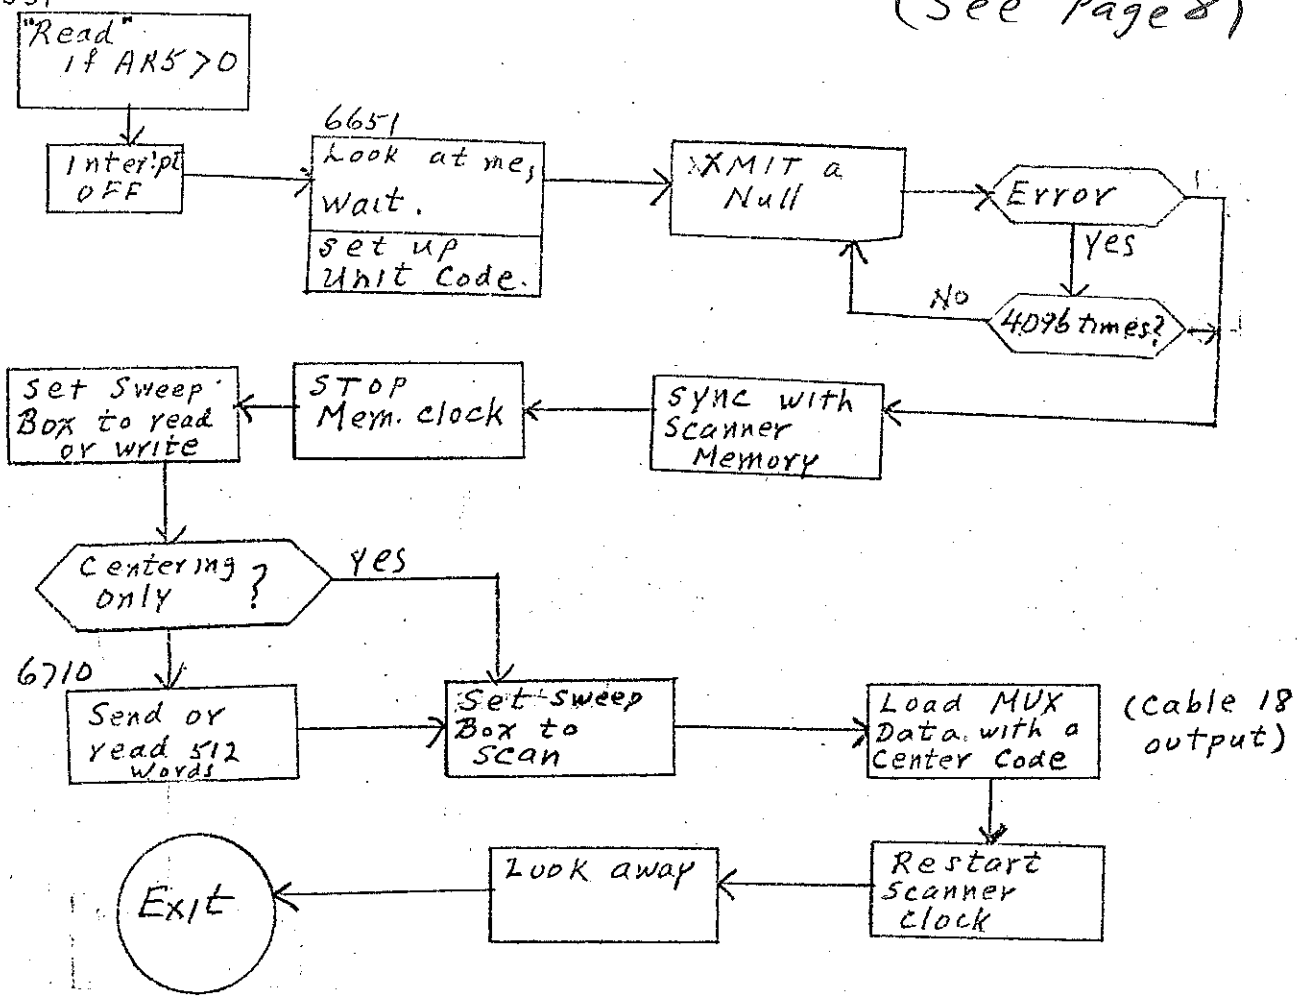 (See Page 8)
"Read"
if AR5 > 0
Inter'pt
OFF
6651
Look at me,
Wait.
set up
Unit Code.
XMIT a
Null
Error
Yes
No
4096 times?
Set Sweep
Box to read
or write
STOP
Mem. clock
Sync with
Scanner
Memory
Centering
only ?
Yes
6710
Send or
read 512
words
Set sweep
Box to
scan
Load MUX
Data with a
Center Code
(Cable 18
output)
Exit
Look away
Restart
Scanner
Clock